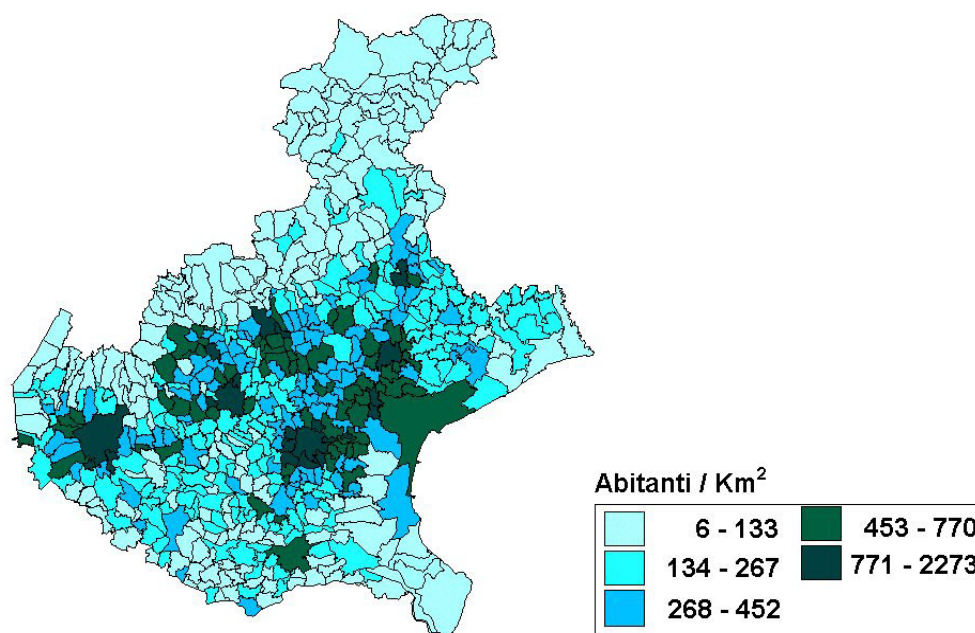 Abitanti / Km²
6 - 133
453 - 770
134 - 267
771 - 2273
268 - 452